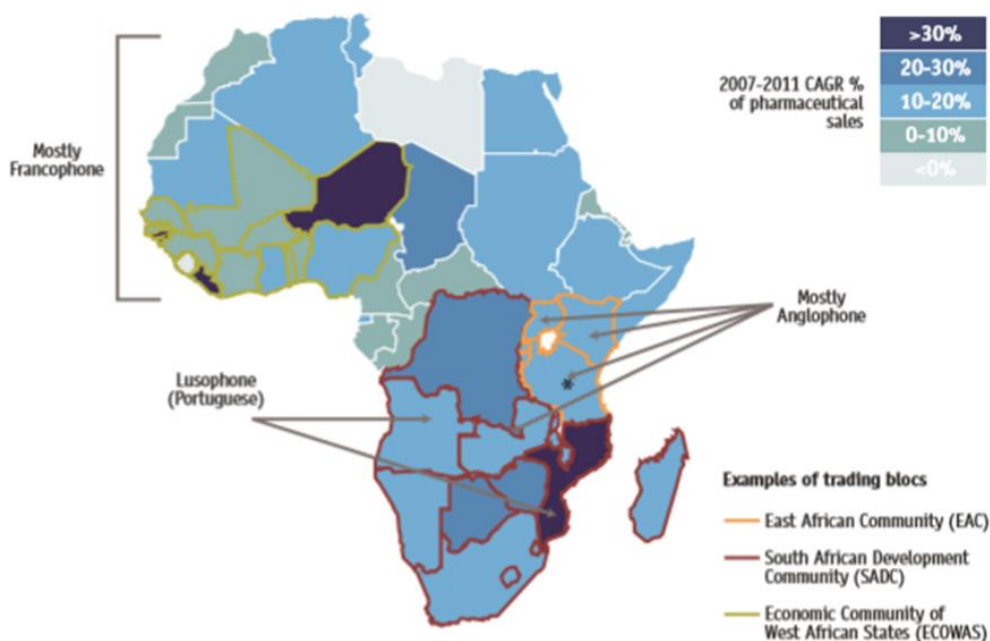 >30%
20-30%
10-20%
0-10%
<0%
2007-2011 CAGR %
of pharmaceutical
sales
Mostly
Francophone
Mostly
Anglophone
Lusophone
(Portuguese)
*
Examples of trading blocs
East African Community (EAC)
South African Development
Community (SADC)
Economic Community of
West African States (ECOWAS)